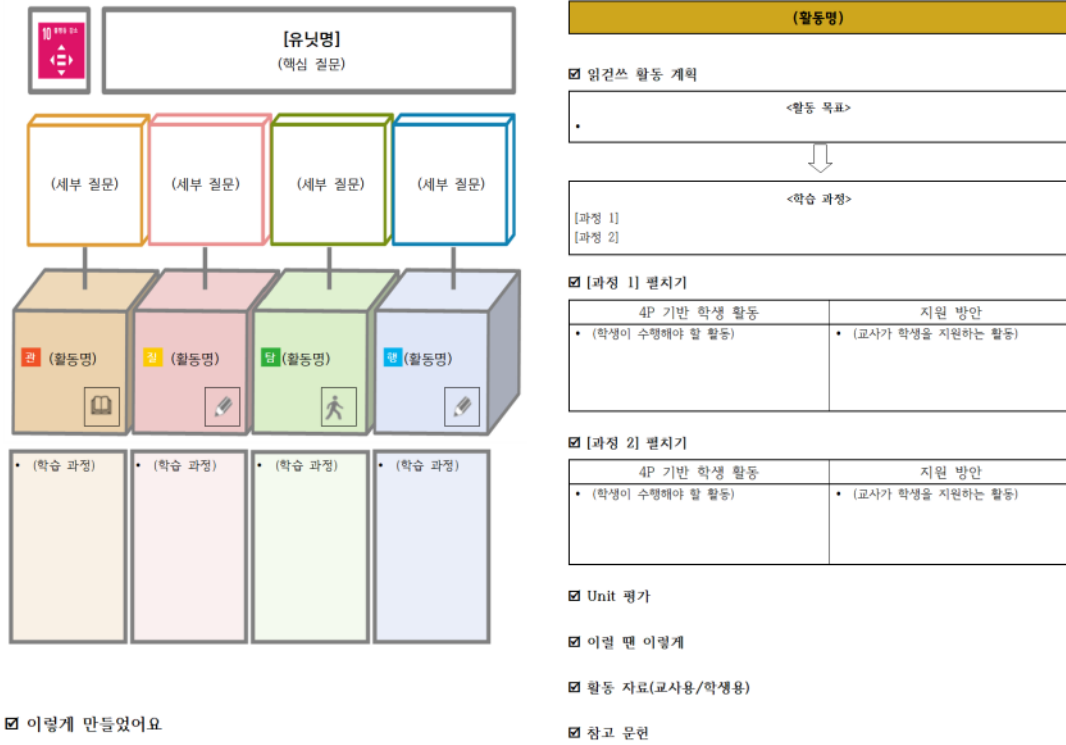 10 불평등 감소
[유닛명]
(핵심 질문)
(세부 질문)
(세부 질문)
(세부 질문)
(세부 질문)
관 (활동명)
질 (활동명)
탐 (활동명)
행 (활동명)
• (학습 과정)
• (학습 과정)
• (학습 과정)
• (학습 과정)
☑ 이렇게 만들었어요
(활동명)
☑ 읽걷쓰 활동 계획
<활동 목표>
•
<학습 과정>
[과정 1]
[과정 2]
☑ [과정 1] 펼치기
4P 기반 학생 활동
지원 방안
• (학생이 수행해야 할 활동)
• (교사가 학생을 지원하는 활동)
☑ [과정 2] 펼치기
4P 기반 학생 활동
지원 방안
• (학생이 수행해야 할 활동)
• (교사가 학생을 지원하는 활동)
☑ Unit 평가
☑ 이럴 땐 이렇게
☑ 활동 자료(교사용/학생용)
☑ 참고 문헌